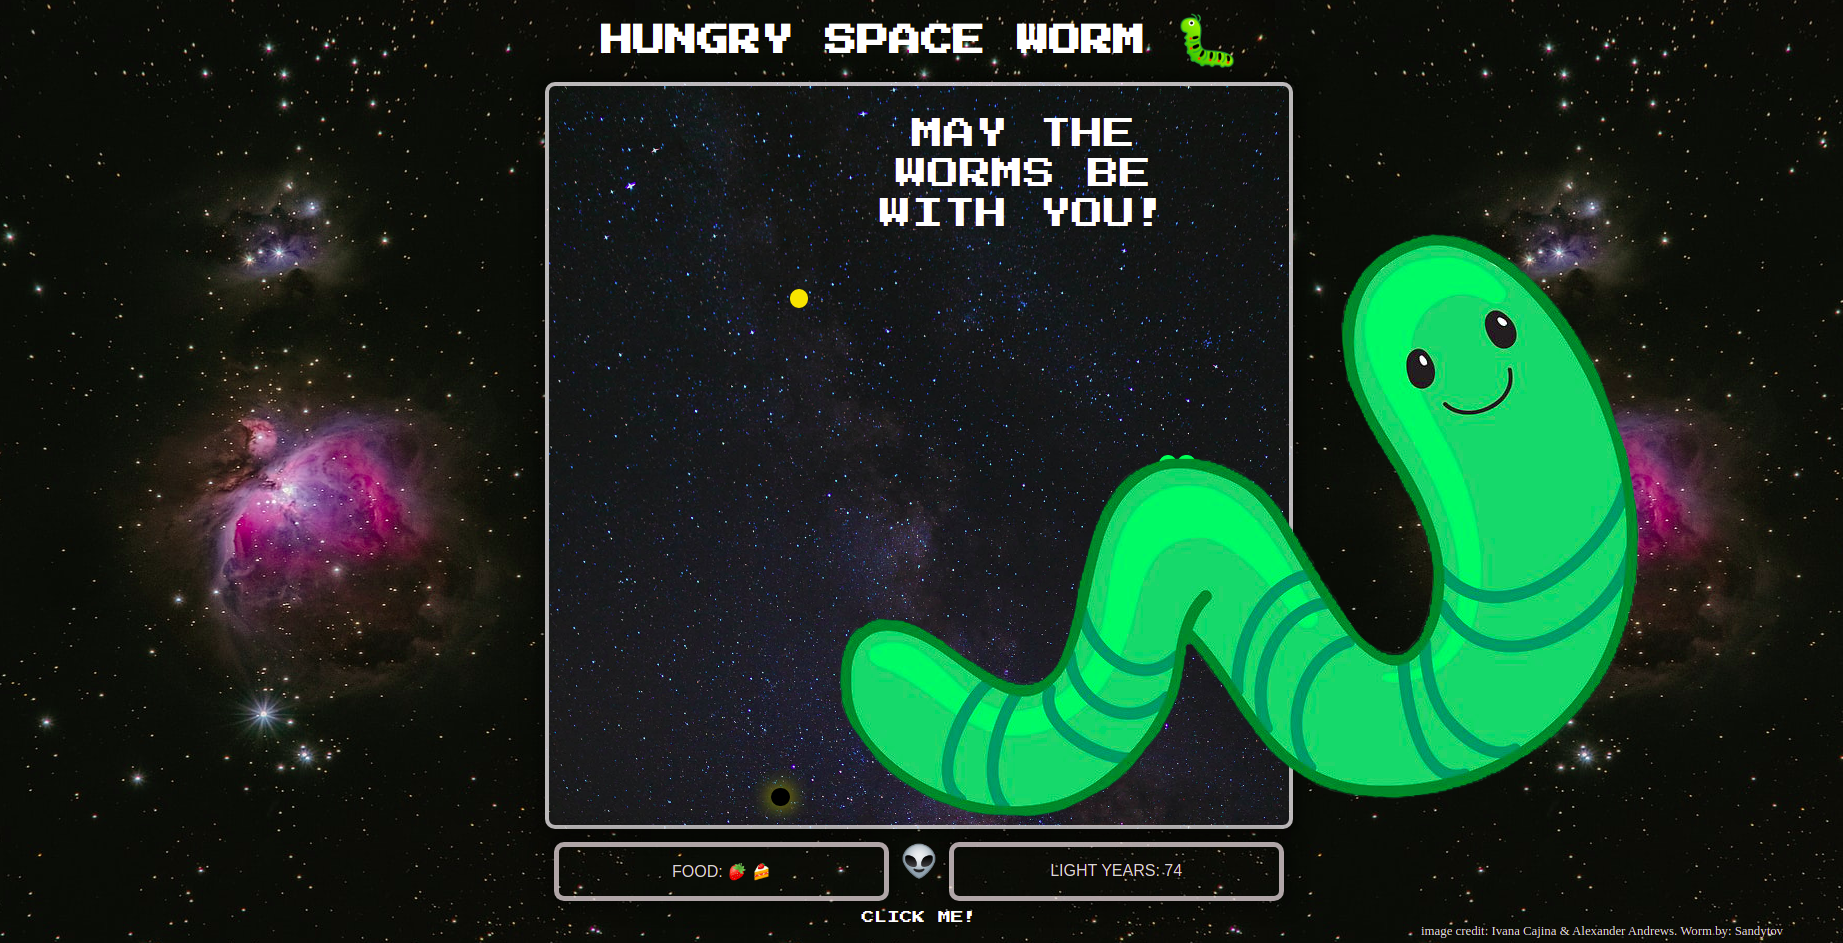 HUNGRY SPACE WORM 🐛
MAY THE
WORMS BE
WITH YOU!
FOOD: 🍓 🍰
LIGHT YEARS: 74
CLICK ME!
image credit: Ivana Cajina & Alexander Andrews. Worm by: Sandytov